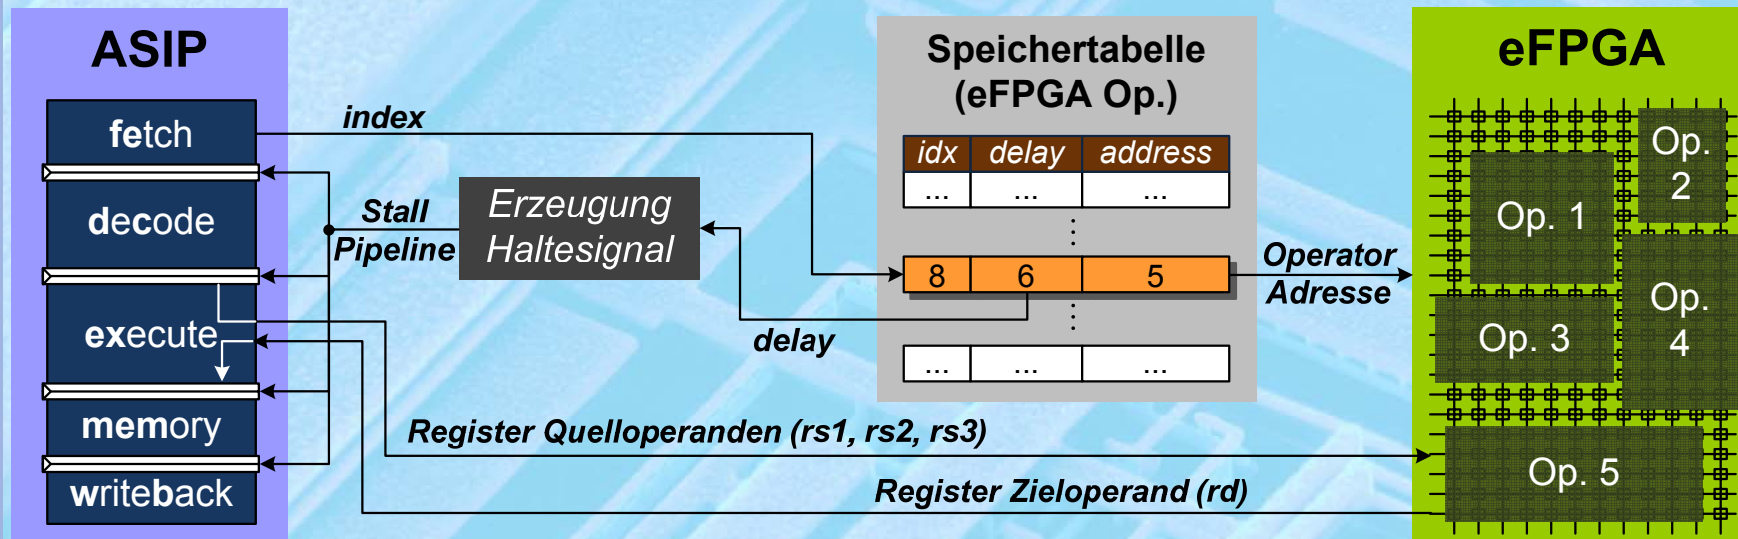 ASIP
fetch
decode
execute
memory
writeback
index
Stall
Pipeline
Erzeugung
Haltesignal
delay
Speichertabelle
(eFPGA Op.)
idx delay address
... ... ...
8 6 5
... ... ...
Operator
Adresse
Register Quelloperanden (rs1, rs2, rs3)
Register Zieloperand (rd)
eFPGA
Op. 1
Op.
2
Op. 3
Op.
4
Op. 5